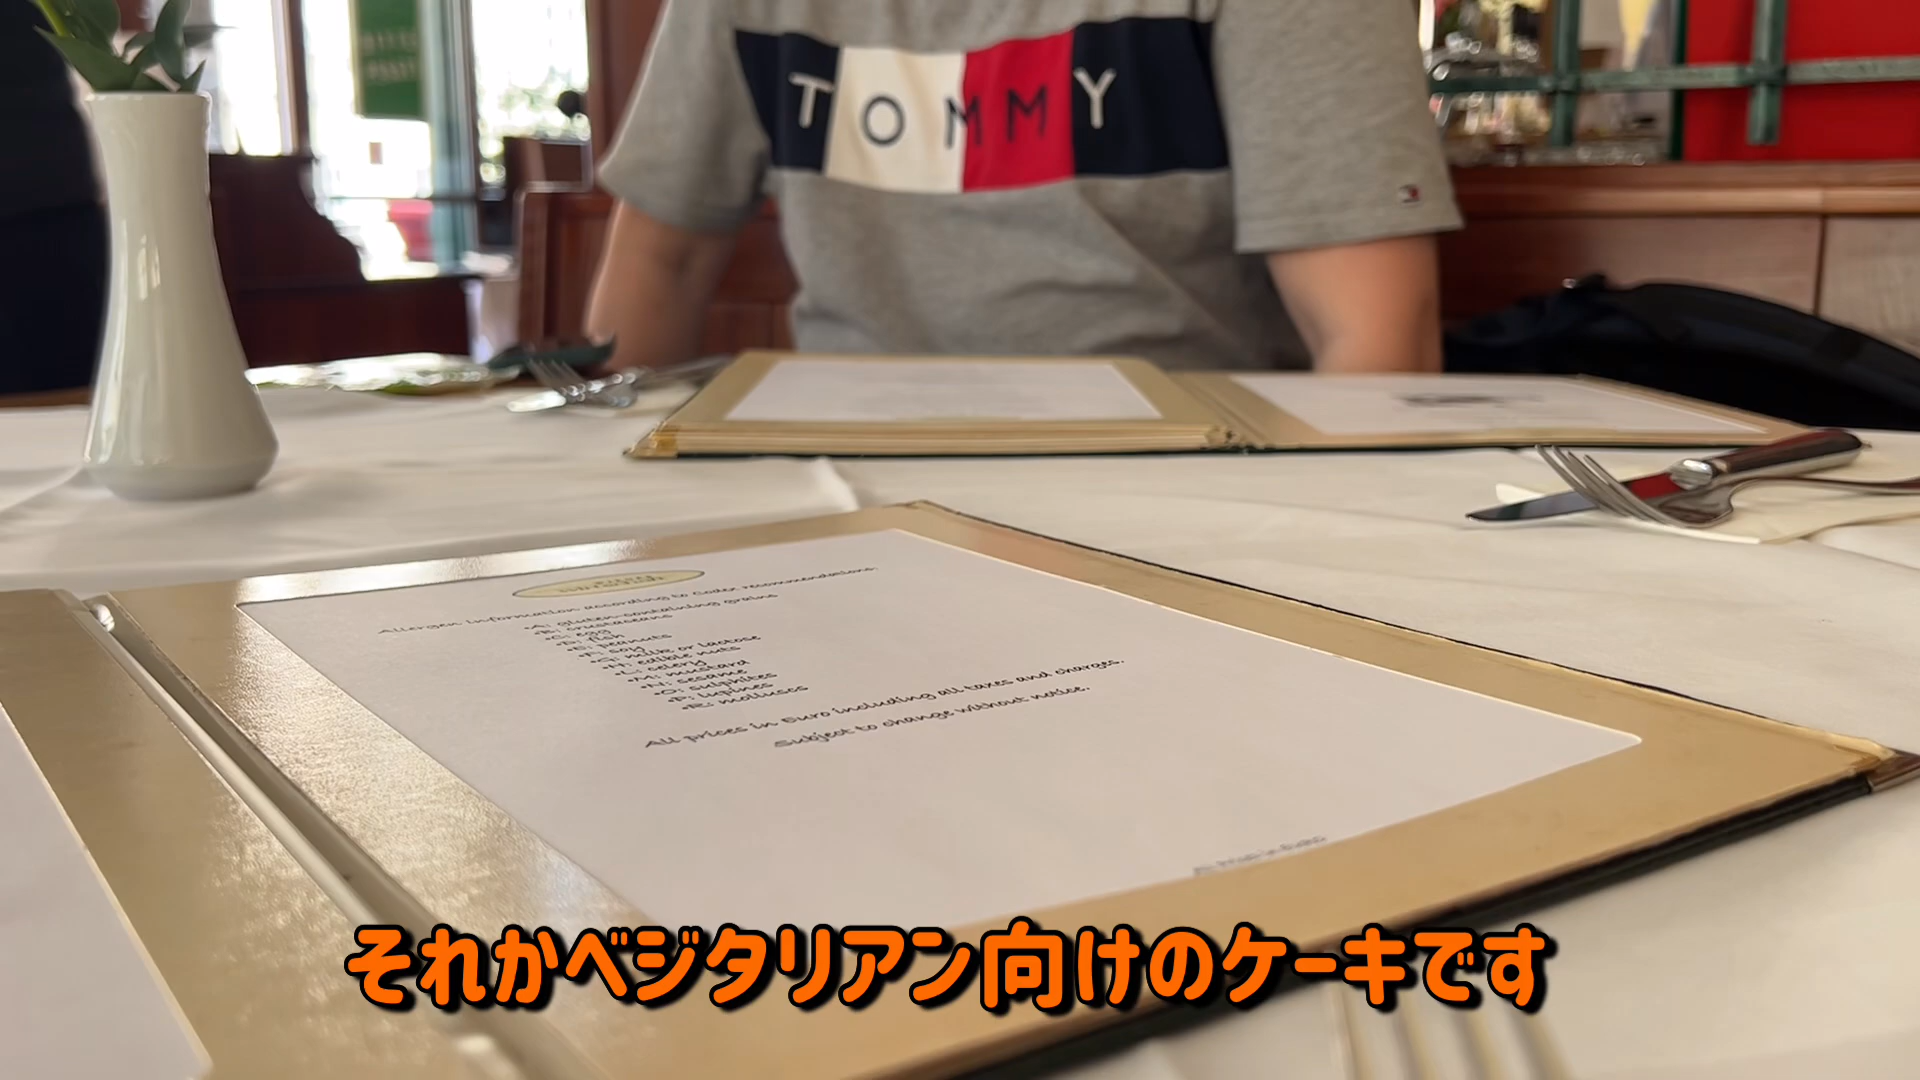 TOMMY
Allergen information according to Codex recommendations:
•A: gluten-containing grains
•B: crustaceans
•C: egg
•D: fish
•E: peanuts
•F: soy
•G: milk or lactose
•H: edible nuts
•L: celery
•M: mustard
•N: sesame
•O: sulphites
•P: lupines
•R: molluscs
All prices in Euro including all taxes and charges.
Subject to change without notice.
それかベジタリアン向けのケーキです